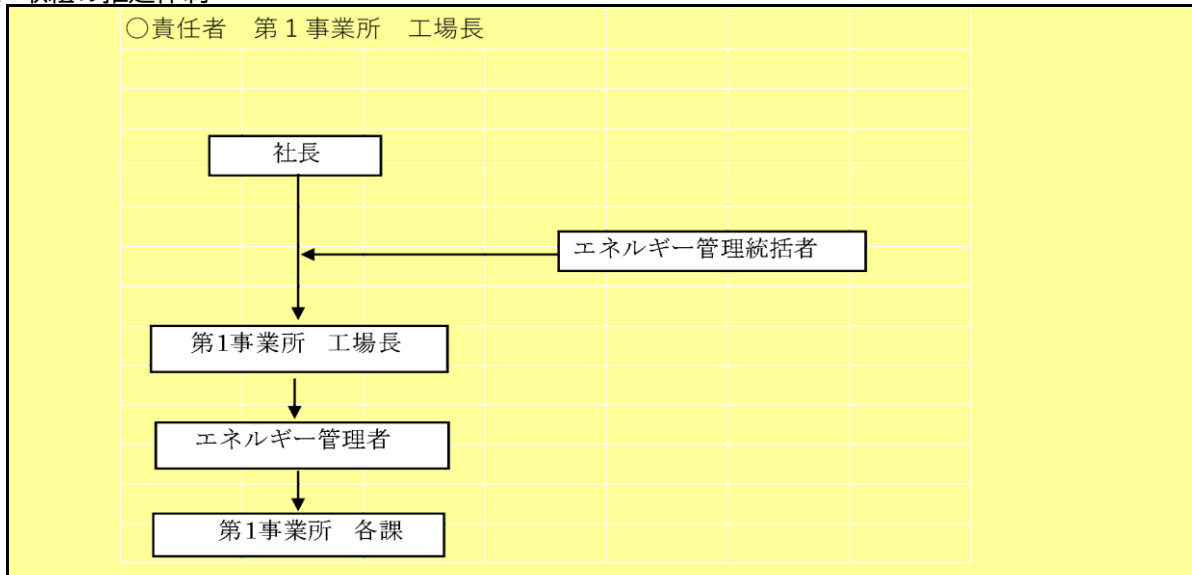 ○責任者　第１事業所　工場長
社長
エネルギー管理統括者
第1事業所　工場長
エネルギー管理者
第1事業所　各課